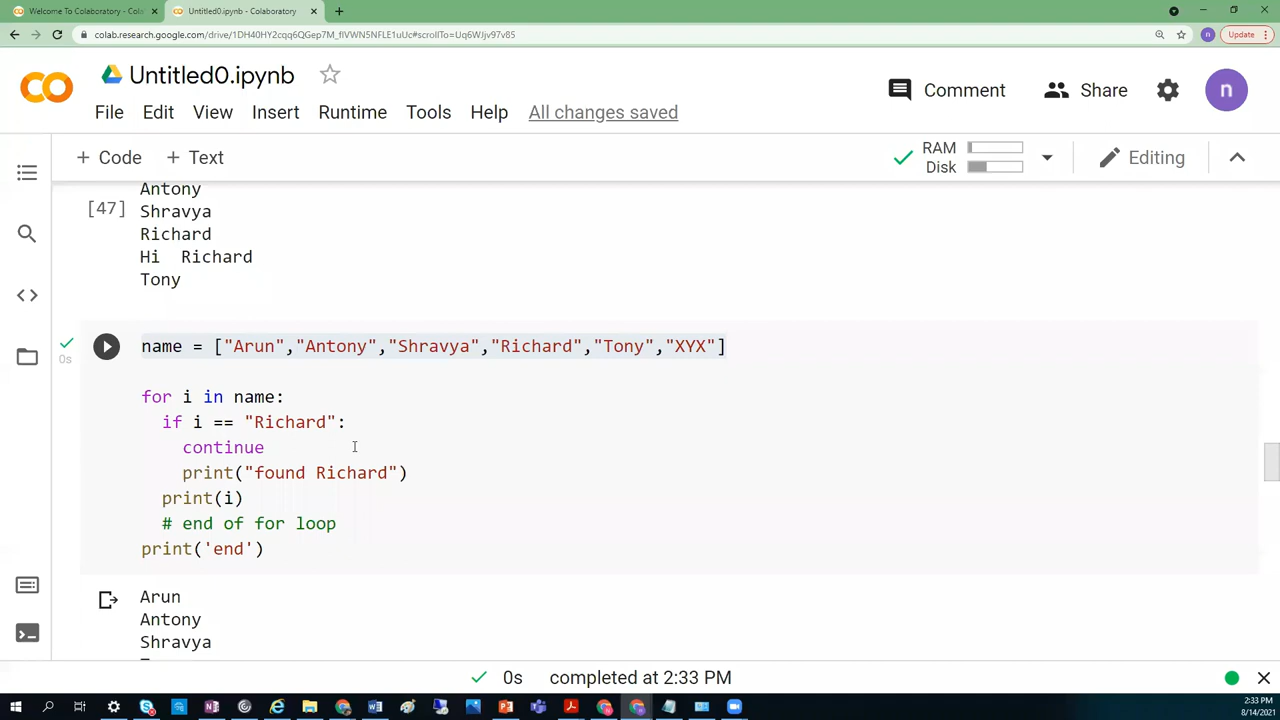 Welcome To Colaboratory - Cola
Untitled0.ipynb - Colaboratory
colab.research.google.com/drive/1DH40HY2cqq6QGep7M_flVWN5NFLE1uUc#scrollTo=Uq6WJjv97v85
n
Update
Untitled0.ipynb
Comment
Share
n
File Edit View Insert Runtime Tools Help All changes saved
+ Code + Text
RAM
Disk
Editing
Antony
[47]
Shravya
Richard
Hi  Richard
Tony
0s
name = ["Arun","Antony","Shravya","Richard","Tony","XYX"]
for i in name:
if i == "Richard":
continue
print("found Richard")
print(i)
# end of for loop
print('end')
Arun
Antony
Shravya
0s completed at 2:33 PM
2:33 PM
8/14/2021